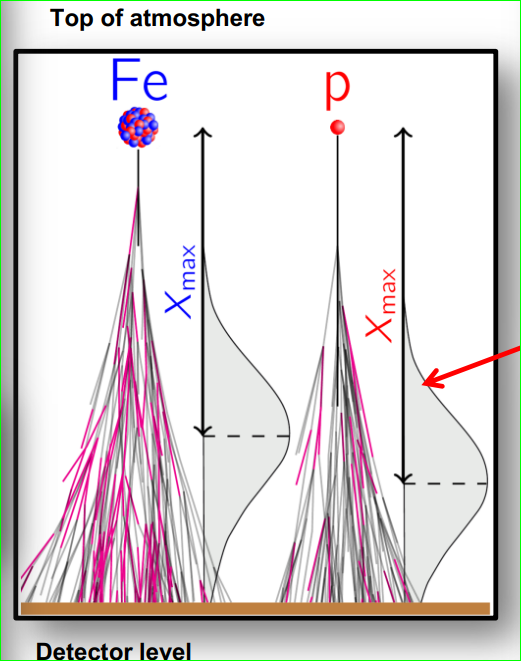 Top of atmosphere
Fe
p
Xmax
Xmax
Detector level